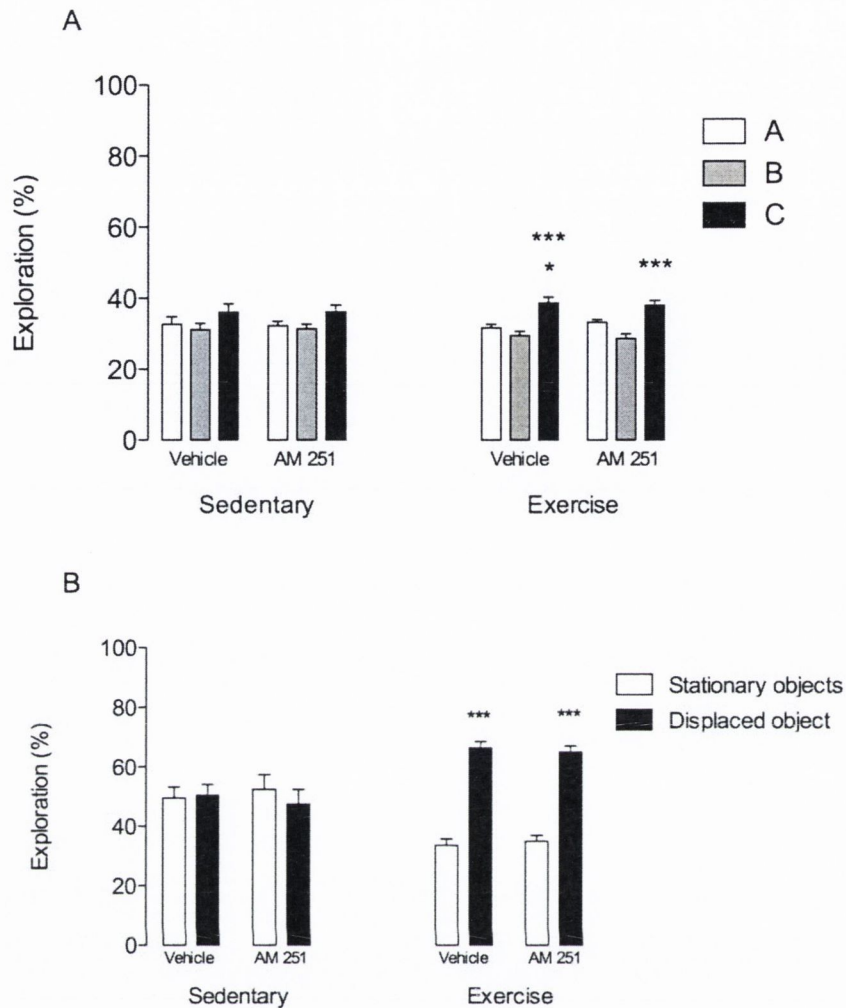 A
Exploration (%)
100
80
60
40
20
0
A
B
C
***
*
***
Vehicle
AM 251
Vehicle
AM 251
Sedentary
Exercise
B
Exploration (%)
100
80
60
40
20
0
Stationary objects
Displaced object
***
***
Vehicle
AM 251
Vehicle
AM 251
Sedentary
Exercise